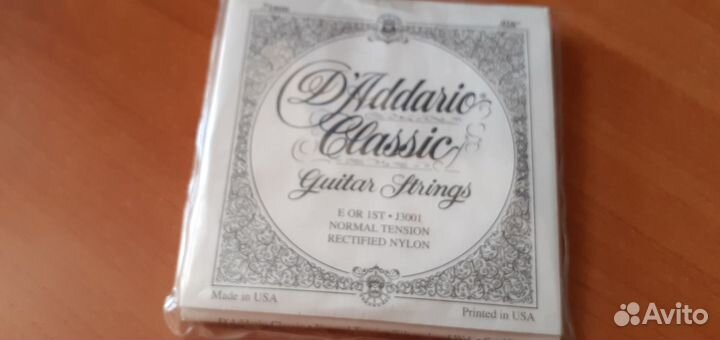 D'Addario
Classic
Guitar Strings
E OR 1ST • J3001
NORMAL TENSION
RECTIFIED NYLON
Made in USA
Printed in USA
Avito